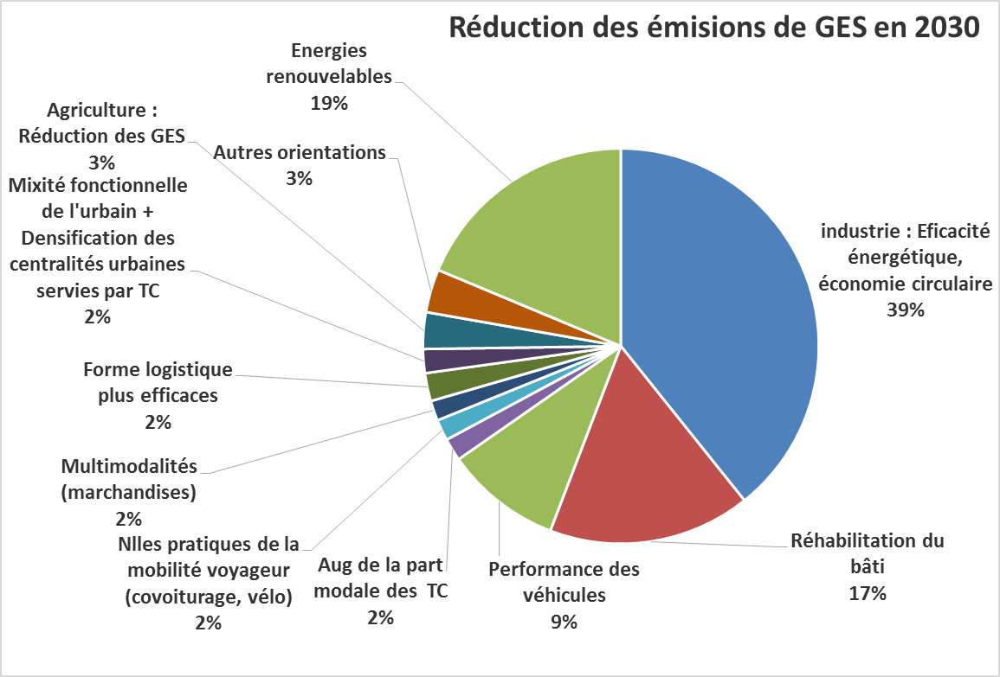 Réduction des émisions de GES en 2030
Energies
renouvelables
19%
Agriculture :
Réduction des GES
3%
Autres orientations
3%
Mixité fonctionnelle
de l'urbain +
Densification des
centralités urbaines
servies par TC
2%
industrie : Eficacité
énergétique,
économie circulaire
39%
Forme logistique
plus efficaces
2%
Multimodalités
(marchandises)
2%
Nlles pratiques de la
mobilité voyageur
(covoiturage, vélo)
2%
Aug de la part
modale des  TC
2%
Performance des
véhicules
9%
Réhabilitation du
bâti
17%